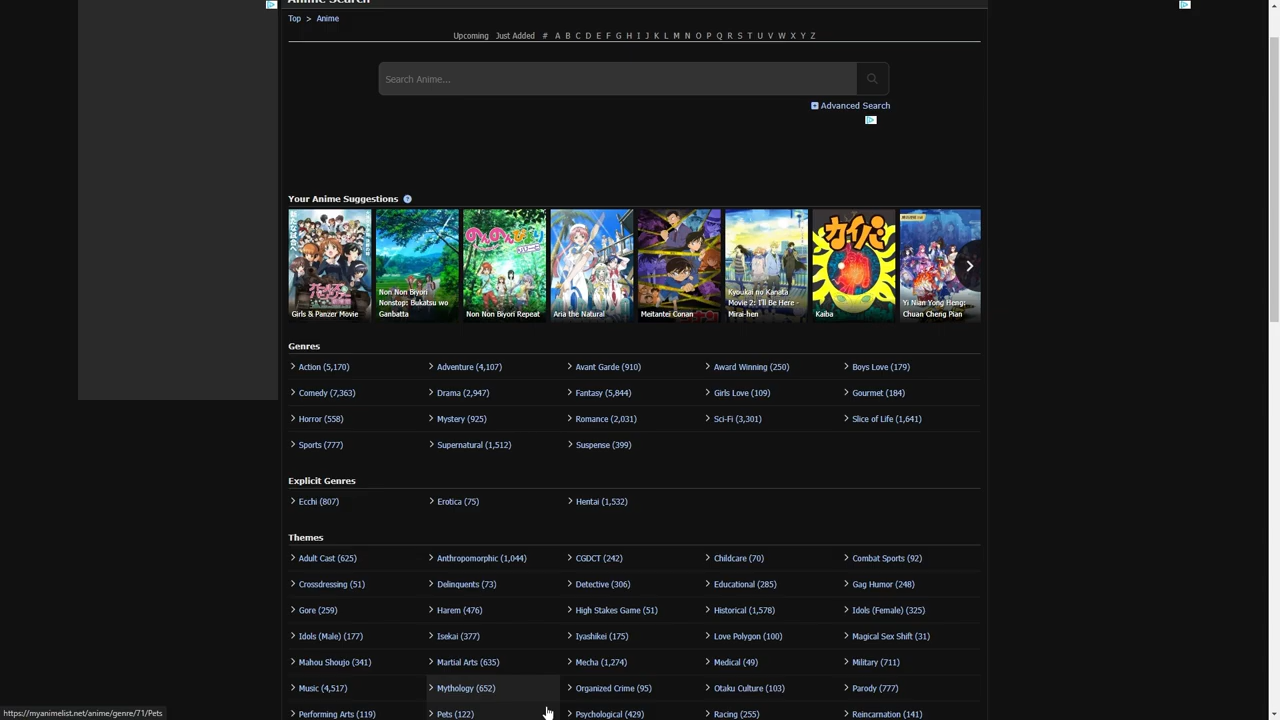 Anime Search
Top > Anime
Upcoming Just Added # A B C D E F G H I J K L M N O P Q R S T U V W X Y Z
Search Anime...
Advanced Search
Your Anime Suggestions ?
のんのんびより
カイバ
Girls & Panzer Movie
Non Non Biyori
Nonstop: Bukatsu wo
Ganbatta
Non Non Biyori Repeat
Aria the Natural
Meitantei Conan
Kyoukai no Kanata
Movie 2: I'll Be Here -
Mirai-hen
Kaiba
Yi Nian Yong Heng:
Chuan Cheng Pian
Genres
Action (5,170) Adventure (4,107) Avant Garde (910) Award Winning (250) Boys Love (179)
Comedy (7,363) Drama (2,947) Fantasy (5,844) Girls Love (109) Gourmet (184)
Horror (558) Mystery (925) Romance (2,031) Sci-Fi (3,301) Slice of Life (1,641)
Sports (777) Supernatural (1,512) Suspense (399)
Explicit Genres
Ecchi (807) Erotica (75) Hentai (1,532)
Themes
Adult Cast (625) Anthropomorphic (1,044) CGDCT (242) Childcare (70) Combat Sports (92)
Crossdressing (51) Delinquents (73) Detective (306) Educational (285) Gag Humor (248)
Gore (259) Harem (476) High Stakes Game (51) Historical (1,578) Idols (Female) (325)
Idols (Male) (177) Isekai (377) Iyashikei (175) Love Polygon (100) Magical Sex Shift (31)
Mahou Shoujo (341) Martial Arts (635) Mecha (1,274) Medical (49) Military (711)
Music (4,517) Mythology (652) Organized Crime (95) Otaku Culture (103) Parody (777)
Performing Arts (119) Pets (122) Psychological (429) Racing (255) Reincarnation (141)
https://myanimelist.net/anime/genre/71/Pets